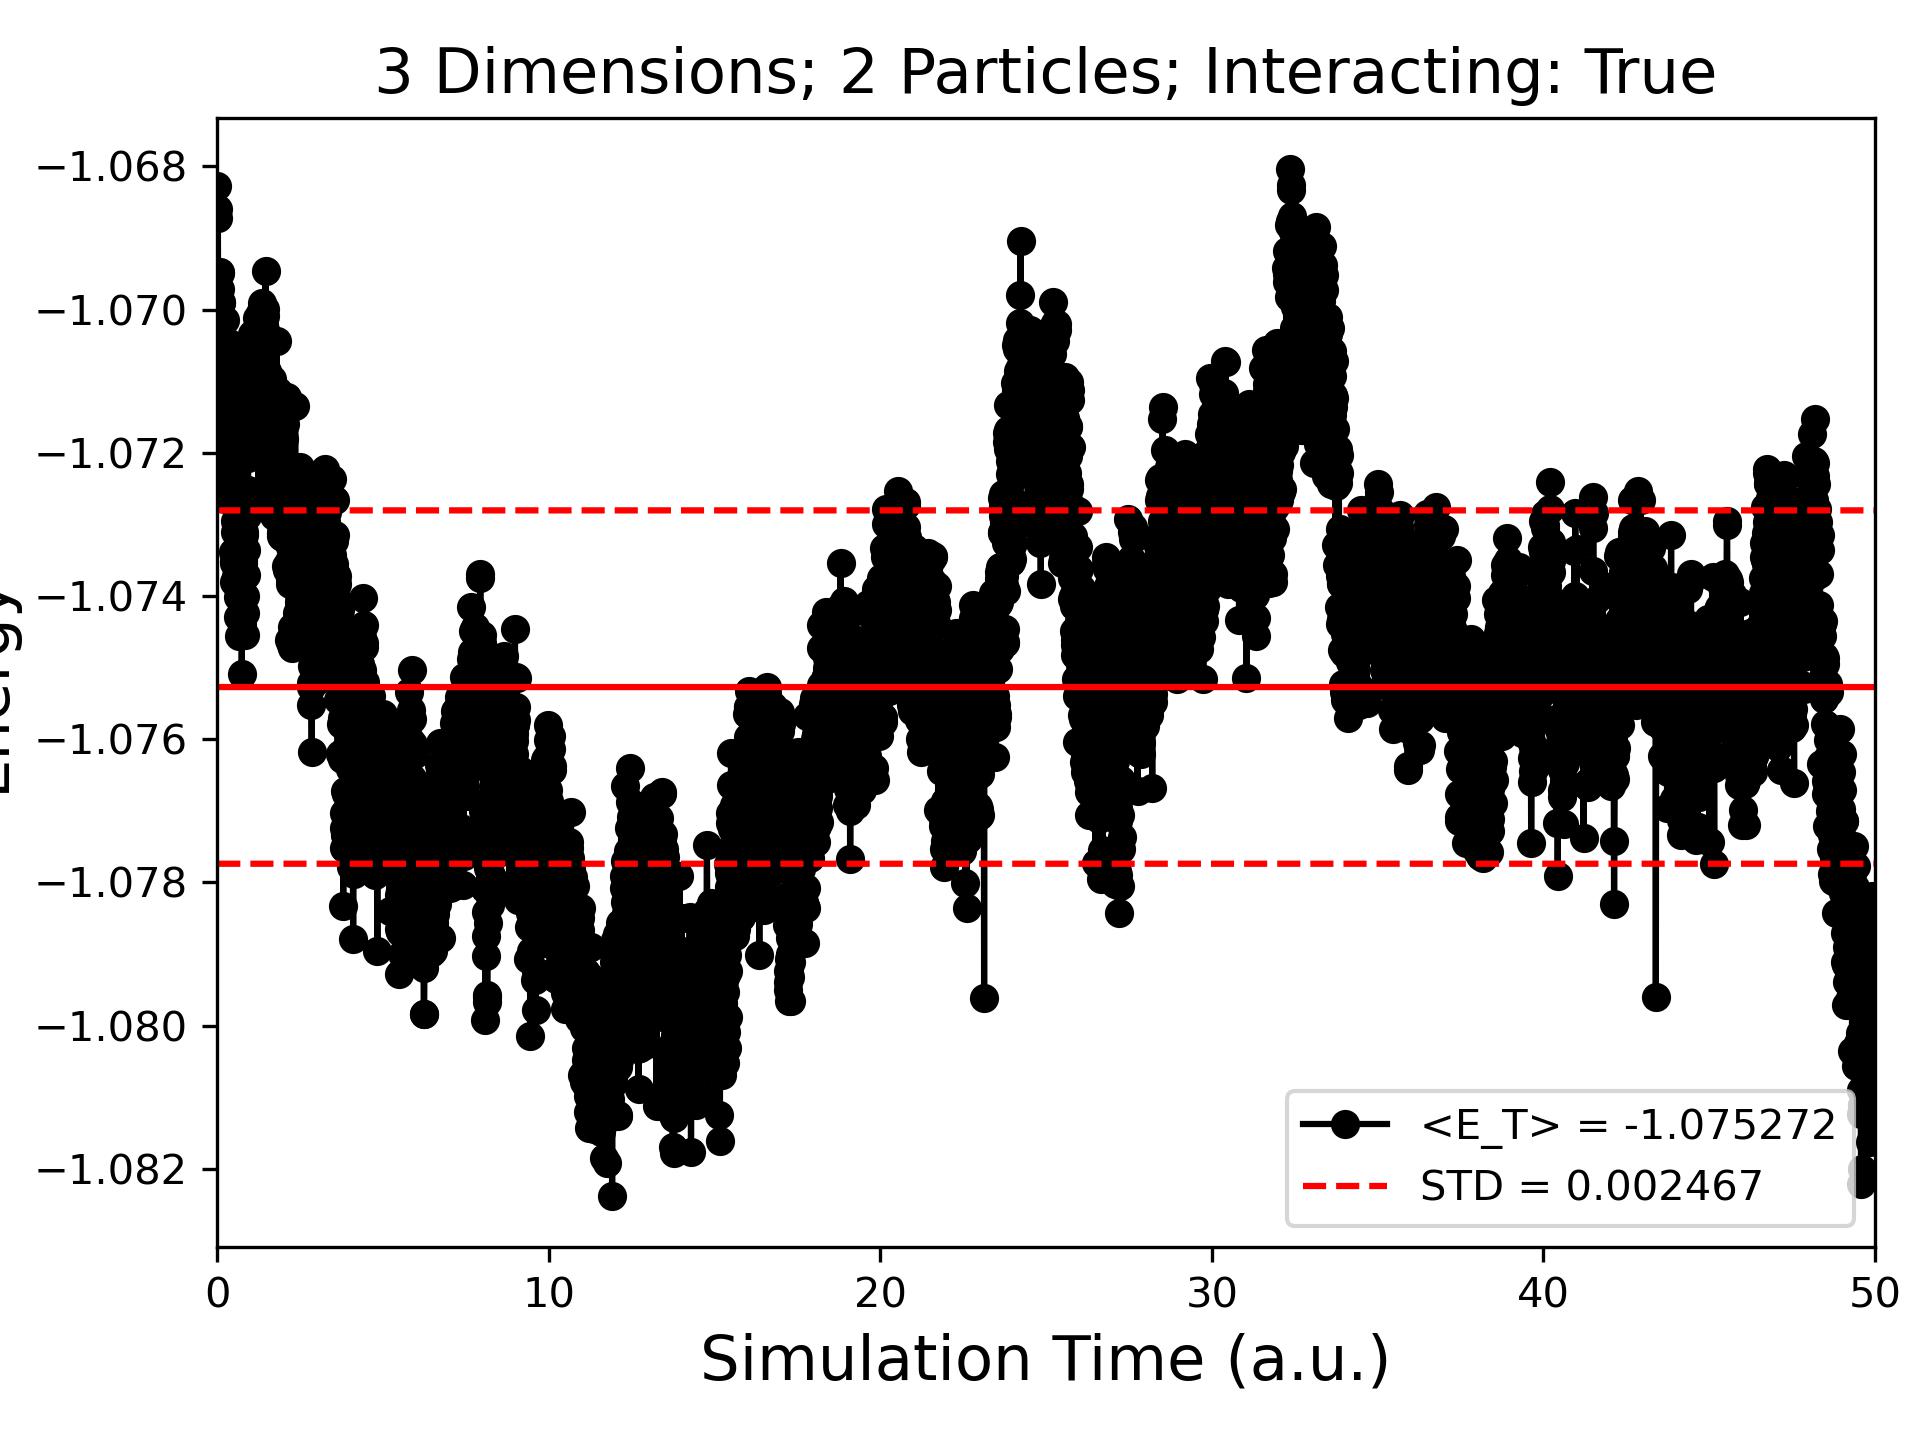 3 Dimensions; 2 Particles; Interacting: True
Energy
−1.068
−1.070
−1.072
−1.074
−1.076
−1.078
−1.080
−1.082
<E_T> = -1.075272
STD = 0.002467
0 10 20 30 40 50
Simulation Time (a.u.)